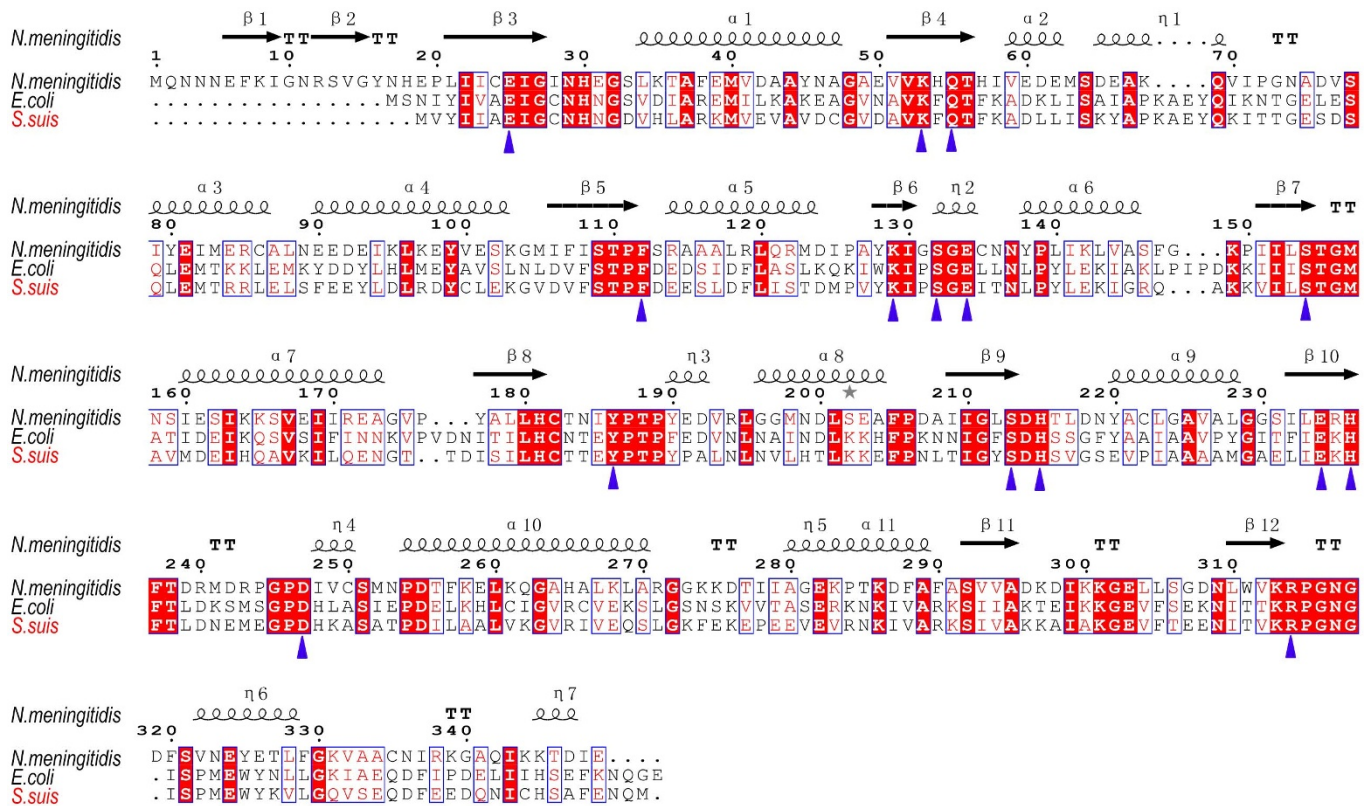 β1 β2 β3 α1 β4 α2 η1
N.meningitidis TT TT TT
1 10 20 30 40 50 60 70
N.meningitidis MQNNNEFKIGNRSVGYNHEPLIICEIGINHEGSLKTAFEMVDAAYNAGAEVVKHQTHIVEDEMSDEAK....QVIPGNADVS
E.coli ..................MSNIYIVAEIGCNHNGSVDIAREMILKAKEAGVNAVKFQTFKADKLISAIAPKAEYQIKNTGELES
S.suis ..................MVYIIAEIGCNHNGDVHLARKMVEVAVDCGVDAVKFQTFKADLLISKYAPKAEYQKITTGESDS
α3 α4 β5 α5 β6 η2 α6 β7
N.meningitidis TT
80 90 100 110 120 130 140 150
N.meningitidis IYEIMERCALNEEDEIKLKEYVESKGMIFISTPFSRAAALRLQRMDIPAYKIGSGECNNYPLIKLVASFG...KPIILSTGM
E.coli QLEMTKKLEMKYDDYLHLMEYAVSLNLDVFSTPFDEDSIDFLASLKQKIWKIPSGELLNLPYLEKIAKLPIPDKKIIISTGM
S.suis QLEMTRRLELSFEEYLDLRDYCLEKGVDVFSTPFDEESLDFLISTDMPVYKIPSGEITNLPYLEKIGRQ...AKKVILSTGM
α7 β8 η3 α8 β9 α9 β10
N.meningitidis
160 170 180 190 200 210 220 230
N.meningitidis NSIESIKKSVEIIREAGVP...YALLHCTNIYPTPYEDVRLGGMNDLSEAFPDAIIGLSDHTLDNYACLGAVALGGSILERH
E.coli ATIDEIKQSVSIFINNKVPVDNITILHCNTEYPTPFEDVNLNAINDLKKHFPKNNIGFSDHSSGFYAAIAAVPYGITFIEKH
S.suis AVMDEIHQAVKILQENGT..TDISILHCTTEYPTPYPALNLNVLHTLKKEFPNLTIGYSDHSVGSEVPIAAAAMGAELIEKH
η4 α10 η5 α11 β11 β12
N.meningitidis TT TT TT TT
240 250 260 270 280 290 300 310
N.meningitidis FTDRMDRPGPDIVCSMNPDTFKELKQGAHALKLARGGKKDTIIAGEKPTKDFAFASVVADKDIKKGELLSGDNLWVKRPGNG
E.coli FTLDKSMSGPDHLASIEPDELKHLCIGVRCVEKSLGSNSKVVTASERKNKIVARKSIIAKTEIKKGEVFSEKNITTKRPGNG
S.suis FTLDNEMEGPDHKASATPDILAALVKGVRIVEQSLGKFEKEPEEVEVRNKIVARKSIVAKKAIAKGEVFTEENITVKRPGNG
η6 η7
N.meningitidis TT
320 330 340
N.meningitidis DFSVNEYETLFGKVAACNIRKGAQIKKTDIE....
E.coli .ISPMEWYNLLGKIAEQDFIPDELIIHSEFKNQGE
S.suis .ISPMEWYKVLGQVSEQDFEEDQNICHSAFENQM.